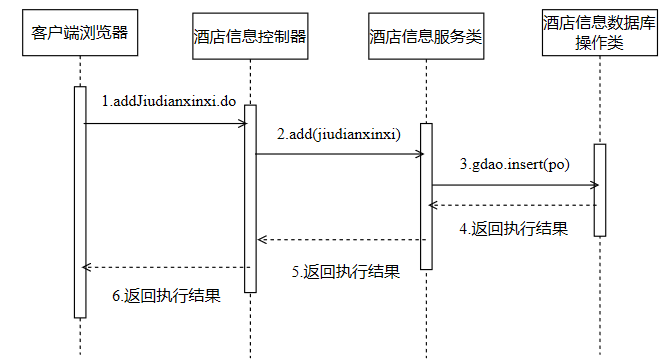 客户端浏览器
酒店信息控制器
酒店信息服务类
酒店信息数据库
操作类
1.addJiudianxinxi.do
2.add(jiudianxinxi)
3.gdao.insert(po)
4.返回执行结果
5.返回执行结果
6.返回执行结果